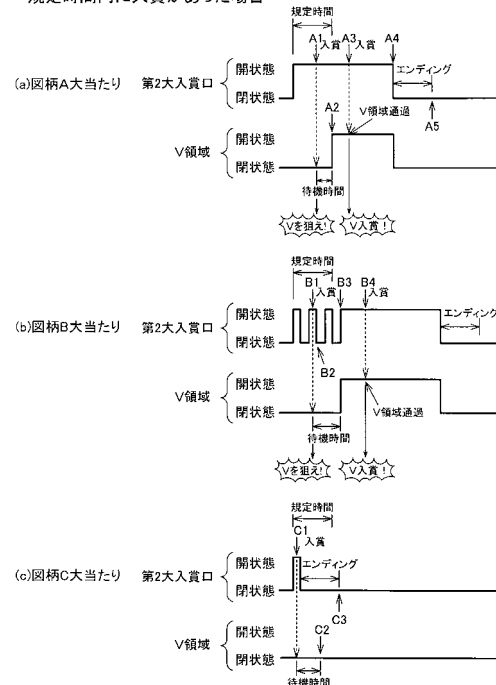 規定時間内に入賞があった場合
規定時間
A1 入賞 A3 入賞 A4
(a)図柄A大当たり 第2大入賞口 開状態 閉状態
エンディング
A2 V領域通過 A5
V領域 開状態 閉状態
待機時間
Vを狙え! V入賞!
規定時間
B1 入賞 B3 B4 入賞
(b)図柄B大当たり 第2大入賞口 開状態 閉状態
エンディング
B2
V領域 開状態 閉状態
V領域通過
待機時間
Vを狙え! V入賞!
規定時間
C1 入賞
(c)図柄C大当たり 第2大入賞口 開状態 閉状態
エンディング
C3
V領域 開状態 閉状態
C2
待機時間